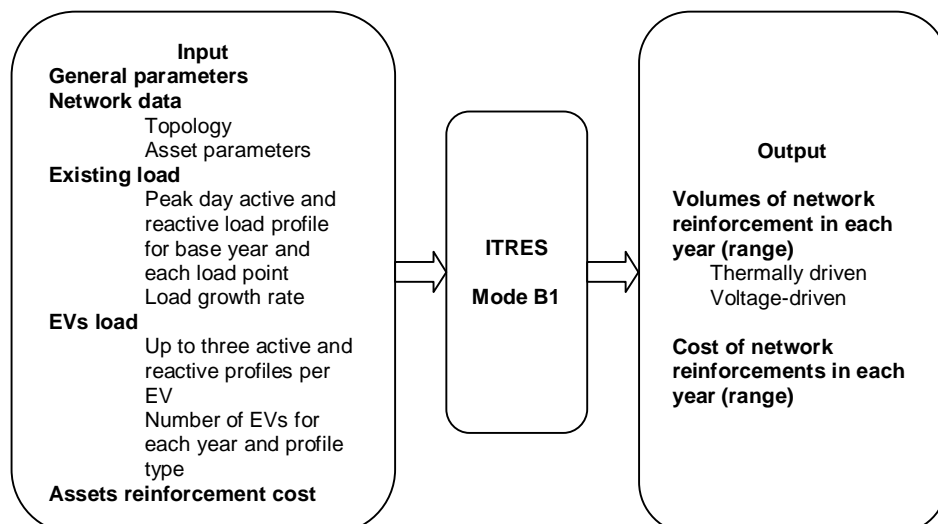 Input
General parameters
Network data
Topology
Asset parameters
Existing load
Peak day active and
reactive load profile
for base year and
each load point
Load growth rate
EVs load
Up to three active and
reactive profiles per
EV
Number of EVs for
each year and profile
type
Assets reinforcement cost
ITRES
Mode B1
Output
Volumes of network
reinforcement in each
year (range)
Thermally driven
Voltage-driven
Cost of network
reinforcements in each
year (range)